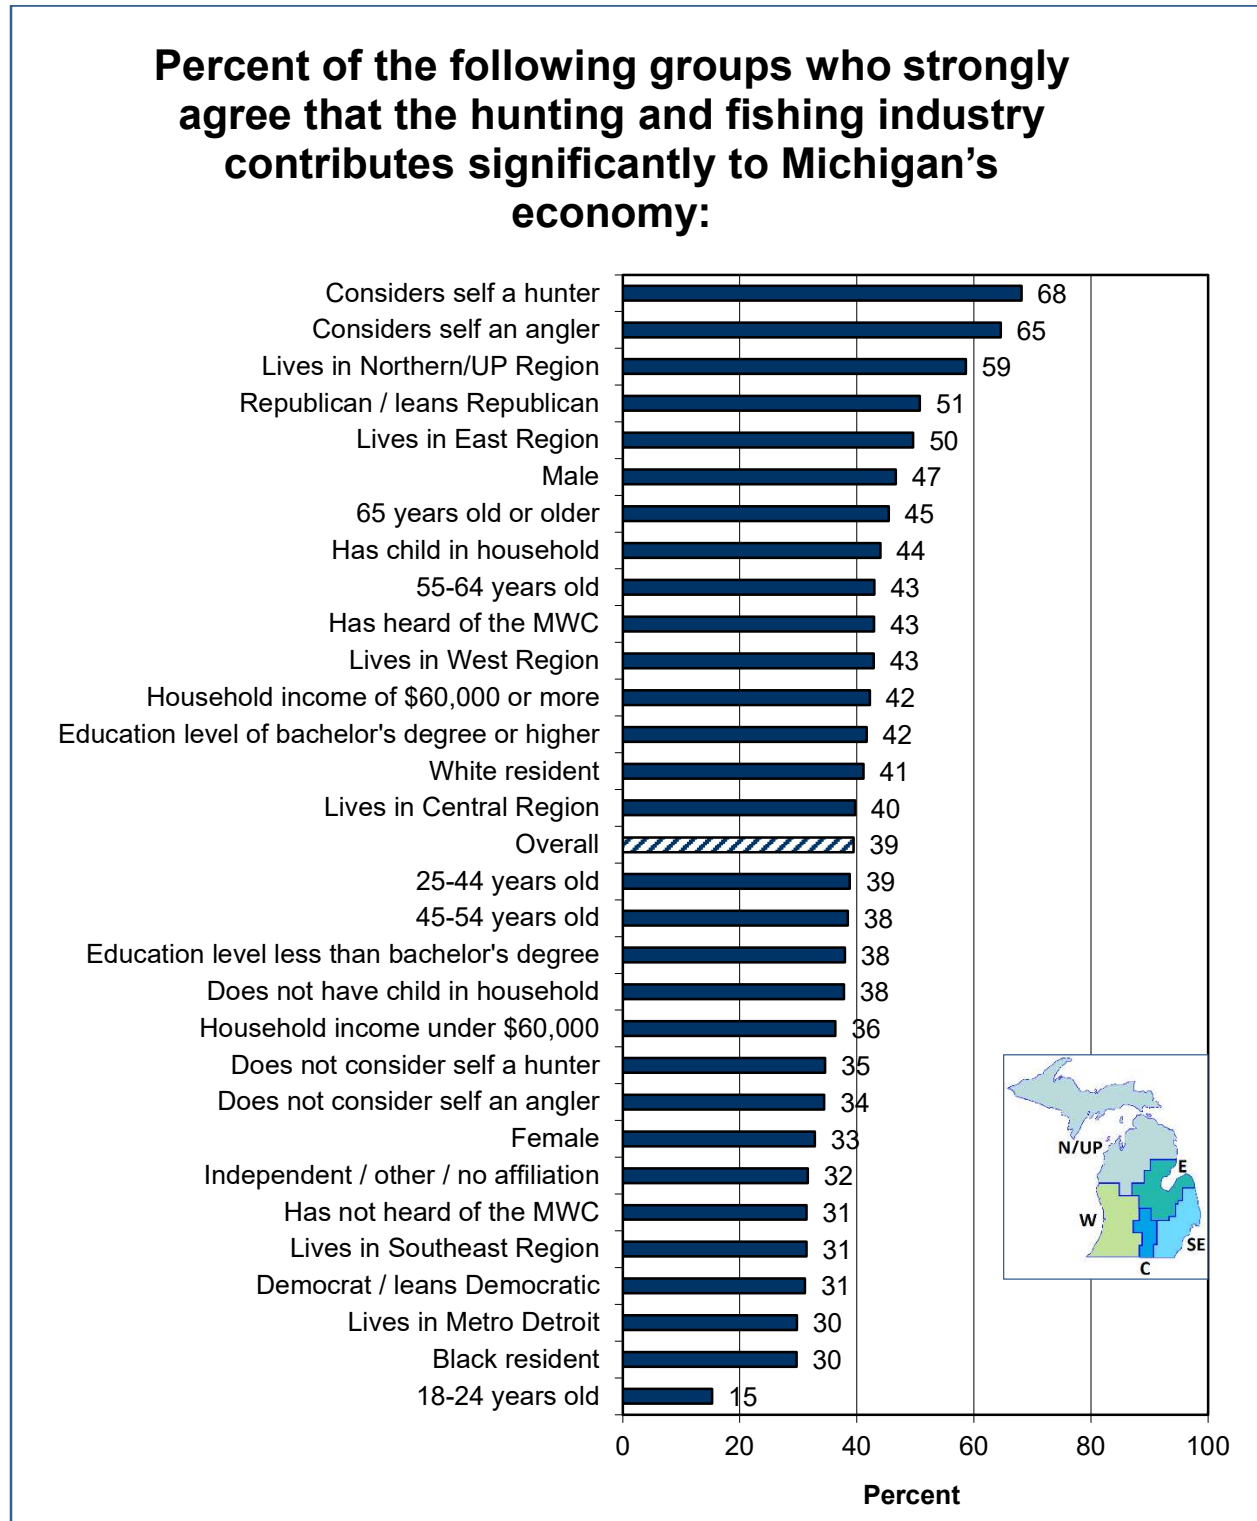 Percent of the following groups who strongly
agree that the hunting and fishing industry
contributes significantly to Michigan’s
economy:
Considers self a hunter 68
Considers self an angler 65
Lives in Northern/UP Region 59
Republican / leans Republican 51
Lives in East Region 50
Male 47
65 years old or older 45
Has child in household 44
55-64 years old 43
Has heard of the MWC 43
Lives in West Region 43
Household income of $60,000 or more 42
Education level of bachelor's degree or higher 42
White resident 41
Lives in Central Region 40
Overall 39
25-44 years old 39
45-54 years old 38
Education level less than bachelor's degree 38
Does not have child in household 38
Household income under $60,000 36
Does not consider self a hunter 35
Does not consider self an angler 34
Female 33
Independent / other / no affiliation 32
Has not heard of the MWC 31
Lives in Southeast Region 31
Democrat / leans Democratic 31
Lives in Metro Detroit 30
Black resident 30
18-24 years old 15
N/UP
E
W
SE
C
0 20 40 60 80 100
Percent